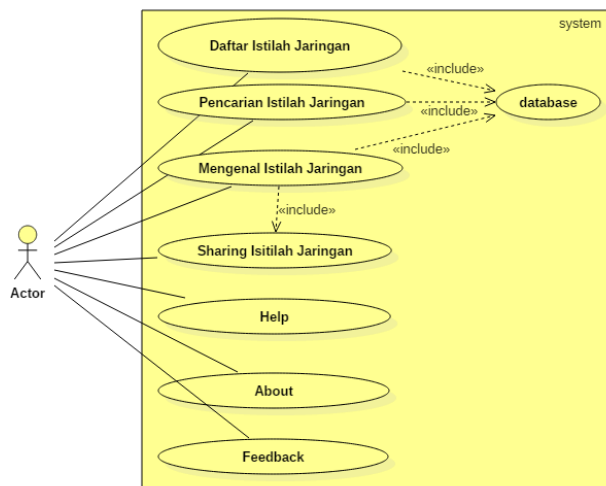 system
Daftar Istilah Jaringan
«include»
Pencarian Istilah Jaringan
database
«include»
Mengenal Istilah Jaringan
«include»
Sharing Isitilah Jaringan
Actor
Help
About
Feedback